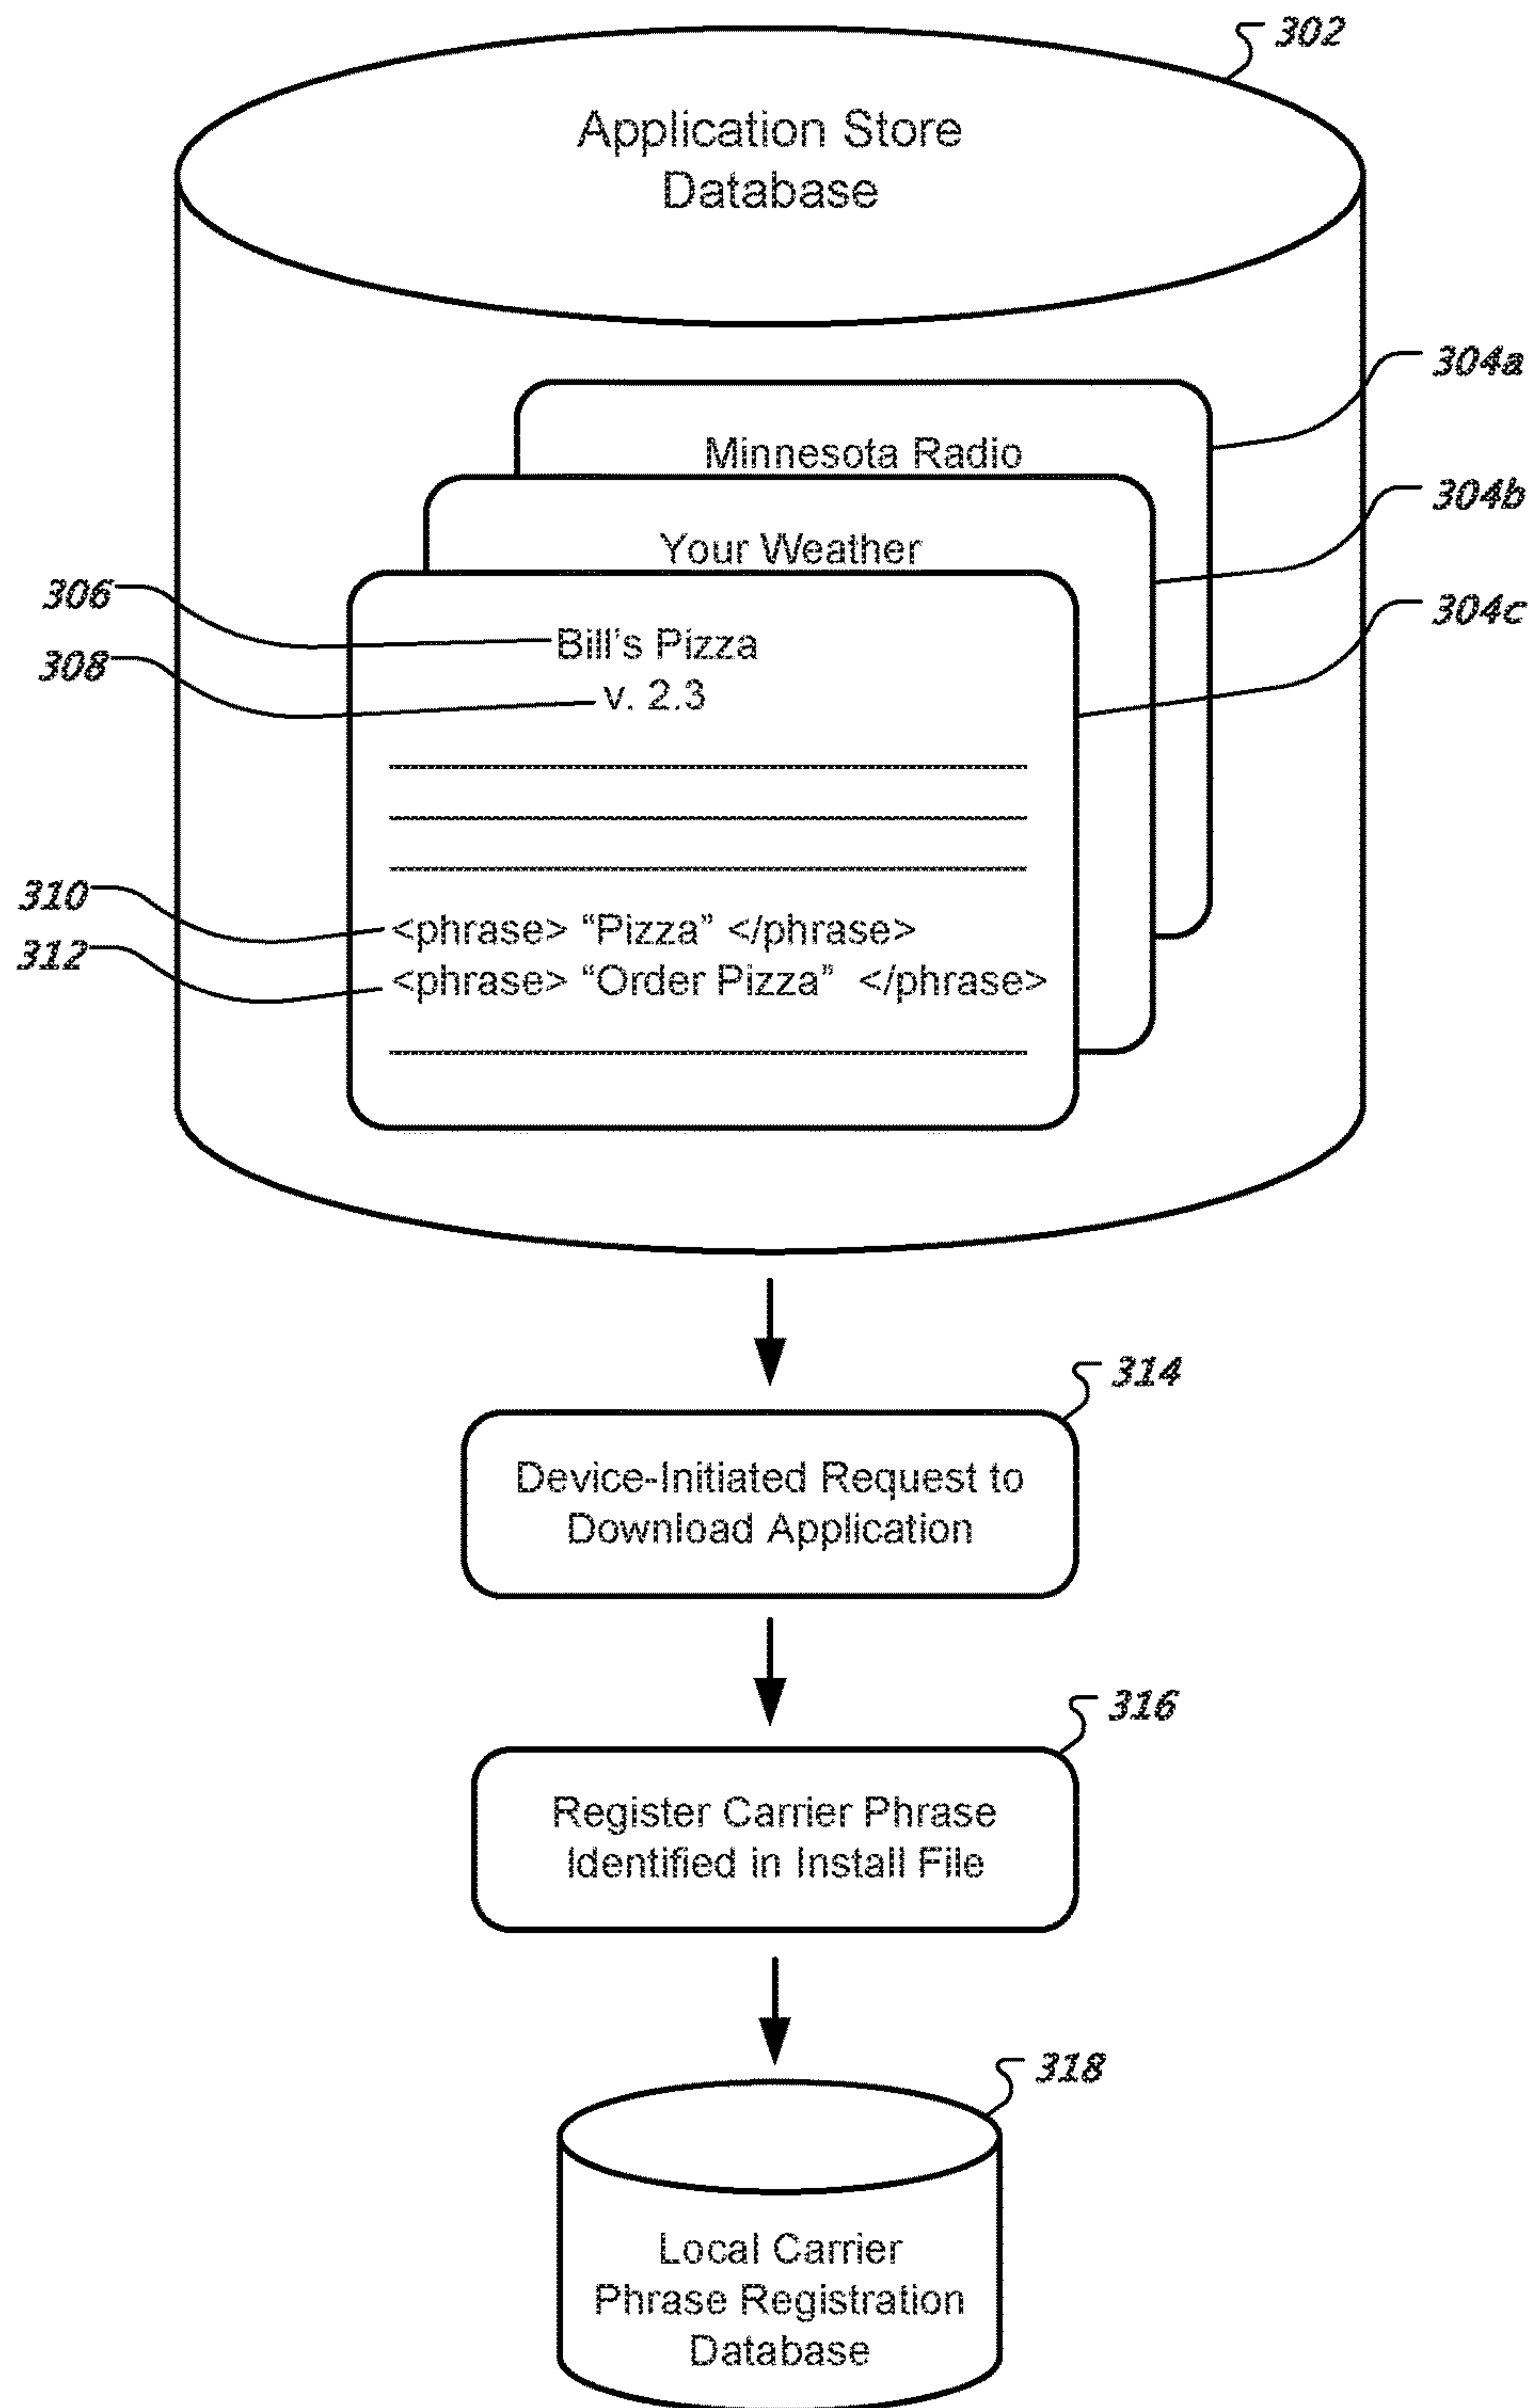 302
Application Store
Database
304a
Minnesota Radio
304b
Your Weather
304c
306
Bill's Pizza
308
v. 2.3
310
<phrase> “Pizza” </phrase>
312
<phrase> “Order Pizza” </phrase>
314
Device-Initiated Request to
Download Application
316
Register Carrier Phrase
Identified in Install File
318
Local Carrier
Phrase Registration
Database